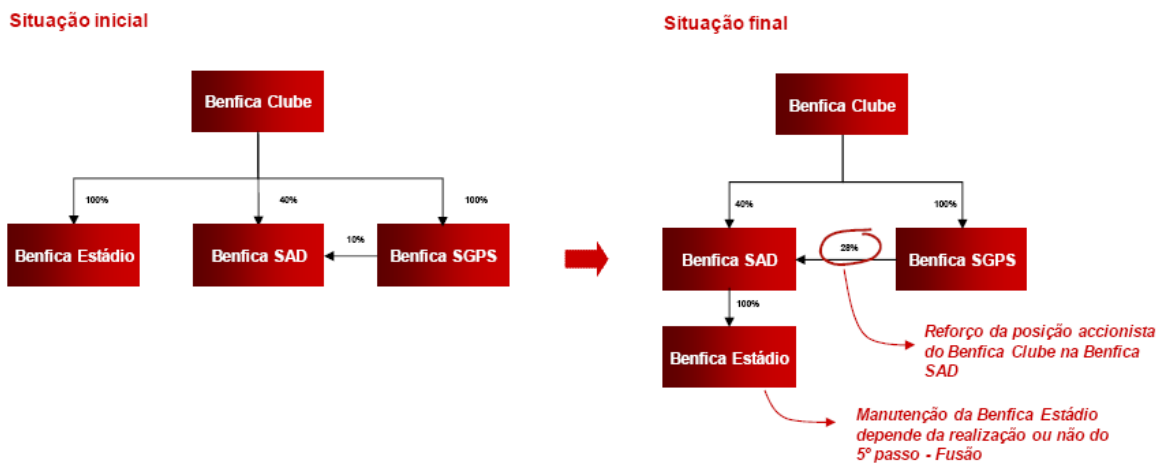 Situação inicial
Benfica Clube
100%
40%
100%
Benfica Estádio
Benfica SAD
10%
Benfica SGPS
Situação final
Benfica Clube
40%
100%
Benfica SAD
28%
Benfica SGPS
100%
Benfica Estádio
Reforço da posição accionista
do Benfica Clube na Benfica
SAD
Manutenção da Benfica Estádio
depende da realização ou não do
5º passo - Fusão